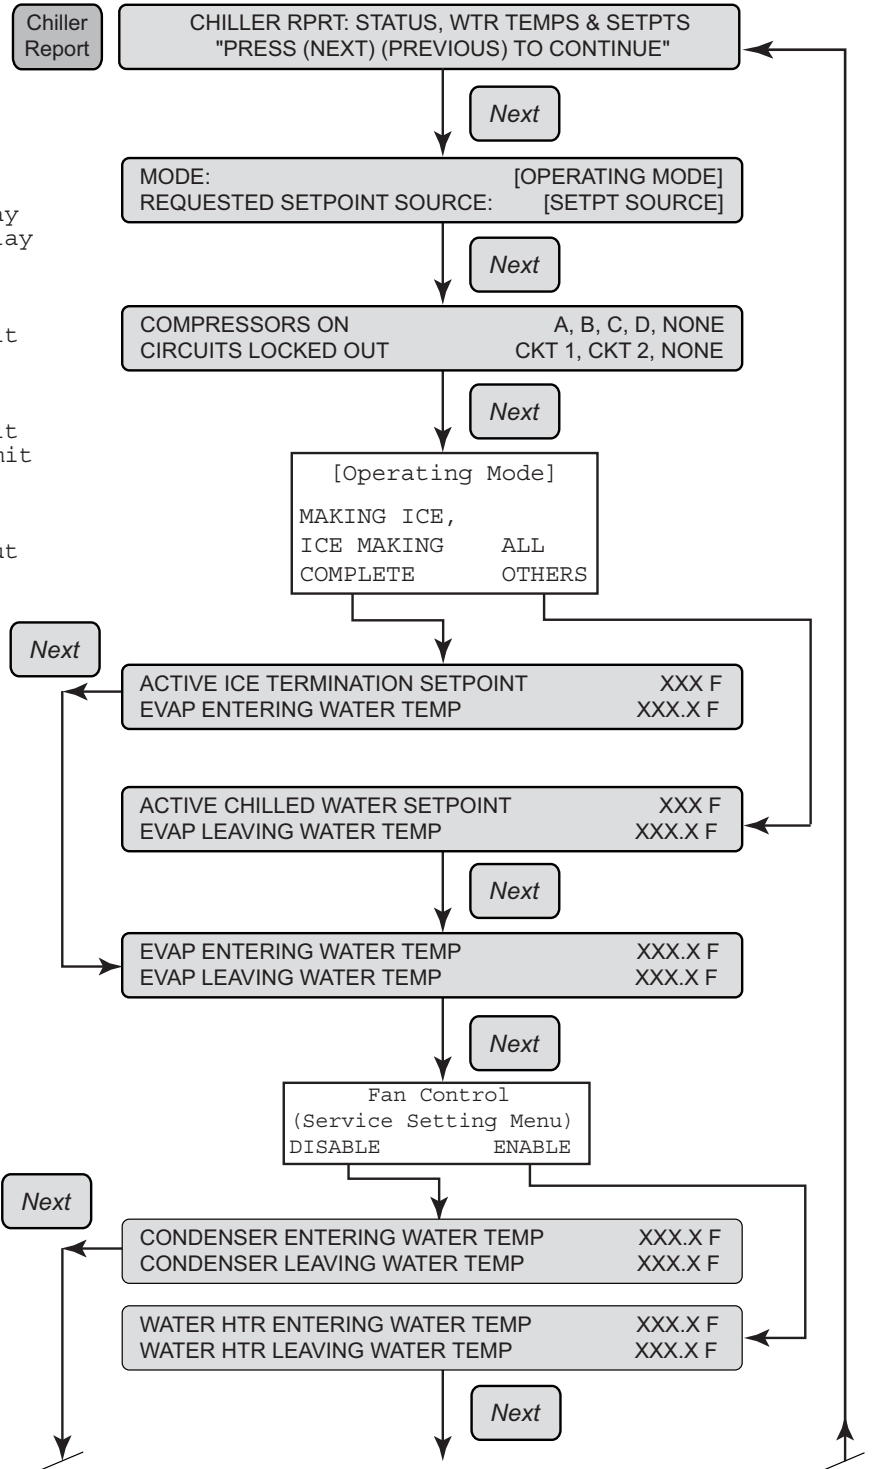 Chiller
Report
CHILLER RPRT: STATUS, WTR TEMPS & SETPTS
"PRESS (NEXT) (PREVIOUS) TO CONTINUE"
Next
MODE: [OPERATING MODE]
REQUESTED SETPOINT SOURCE: [SETPT SOURCE]
Next
COMPRESSORS ON A, B, C, D, NONE
CIRCUITS LOCKED OUT CKT 1, CKT 2, NONE
Next
[Operating Mode]
MAKING ICE,
ICE MAKING ALL
COMPLETE OTHERS
Next
ACTIVE ICE TERMINATION SETPOINT XXX F
EVAP ENTERING WATER TEMP XXX.X F
ACTIVE CHILLED WATER SETPOINT XXX F
EVAP LEAVING WATER TEMP XXX.X F
Next
EVAP ENTERING WATER TEMP XXX.X F
EVAP LEAVING WATER TEMP XXX.X F
Next
Fan Control
(Service Setting Menu)
DISABLE ENABLE
Next
CONDENSER ENTERING WATER TEMP XXX.X F
CONDENSER LEAVING WATER TEMP XXX.X F
WATER HTR ENTERING WATER TEMP XXX.X F
WATER HTR LEAVING WATER TEMP XXX.X F
Next